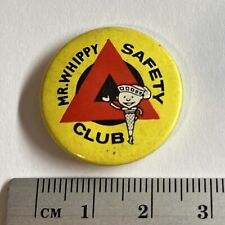 MR. WHIPPY
SAFETY
CLUB
CM 1 2 3